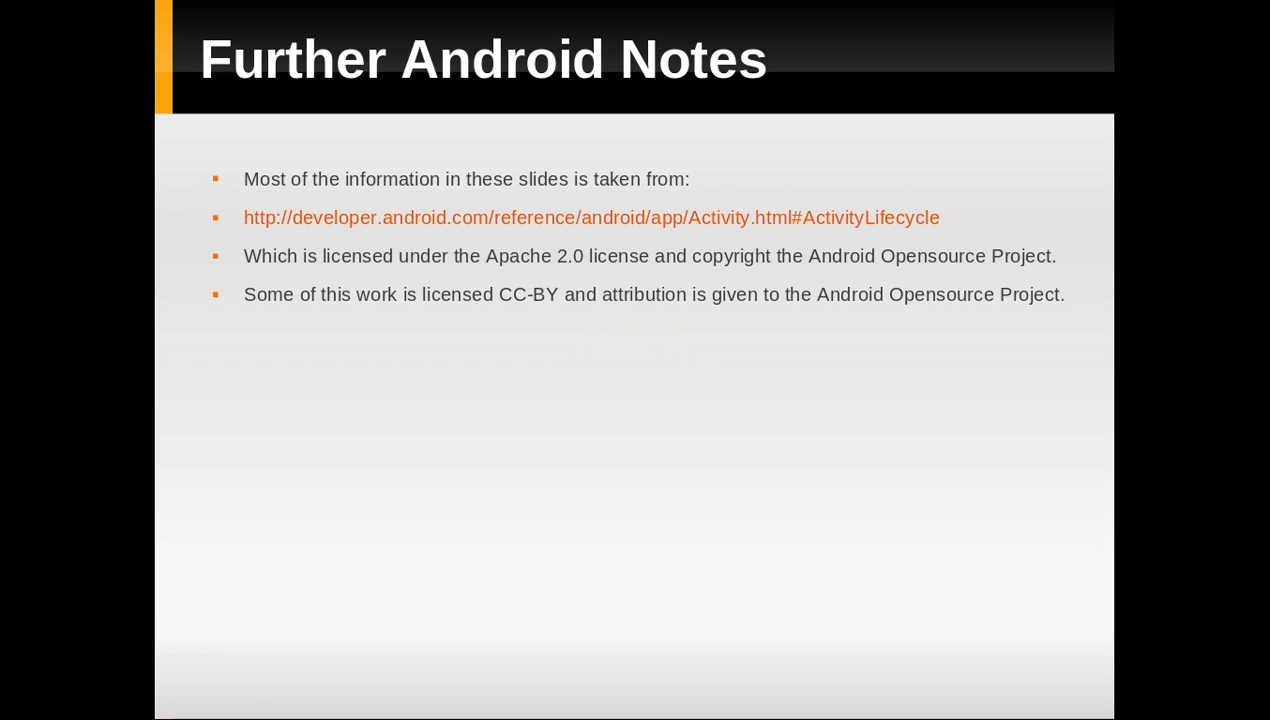 Further Android Notes
Most of the information in these slides is taken from:
http://developer.android.com/reference/android/app/Activity.html#ActivityLifecycle
Which is licensed under the Apache 2.0 license and copyright the Android Opensource Project.
Some of this work is licensed CC-BY and attribution is given to the Android Opensource Project.